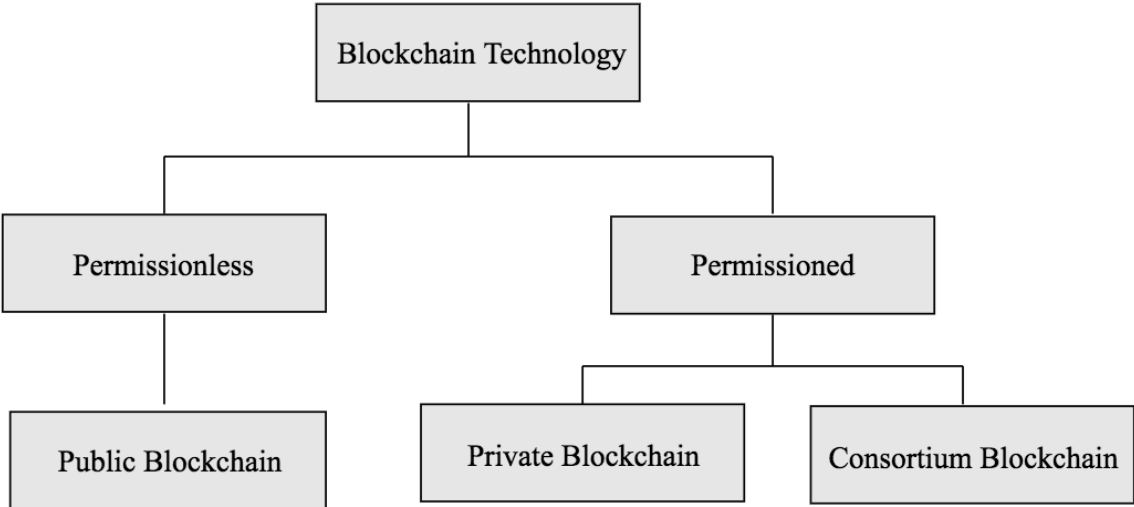 Blockchain Technology
Permissionless
Permissioned
Public Blockchain
Private Blockchain
Consortium Blockchain